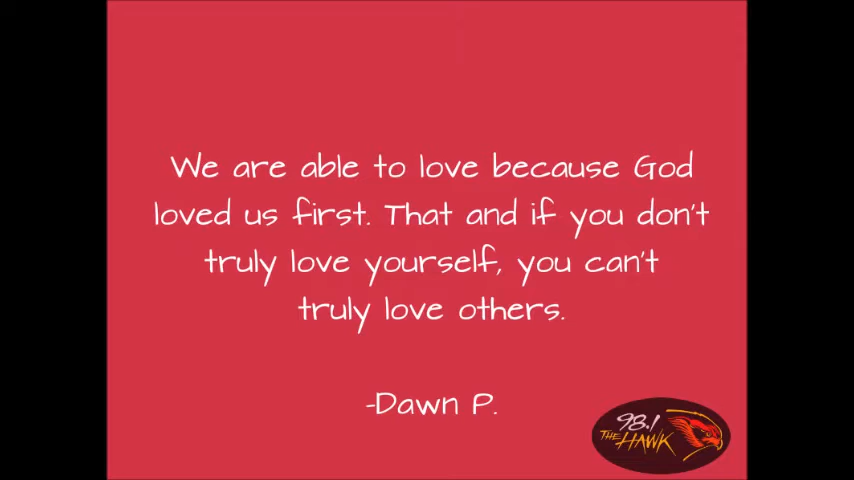 We are able to love because God
loved us first. That and if you don't
truly love yourself, you can't
truly love others.
-Dawn P.
98.1
THE HAWK